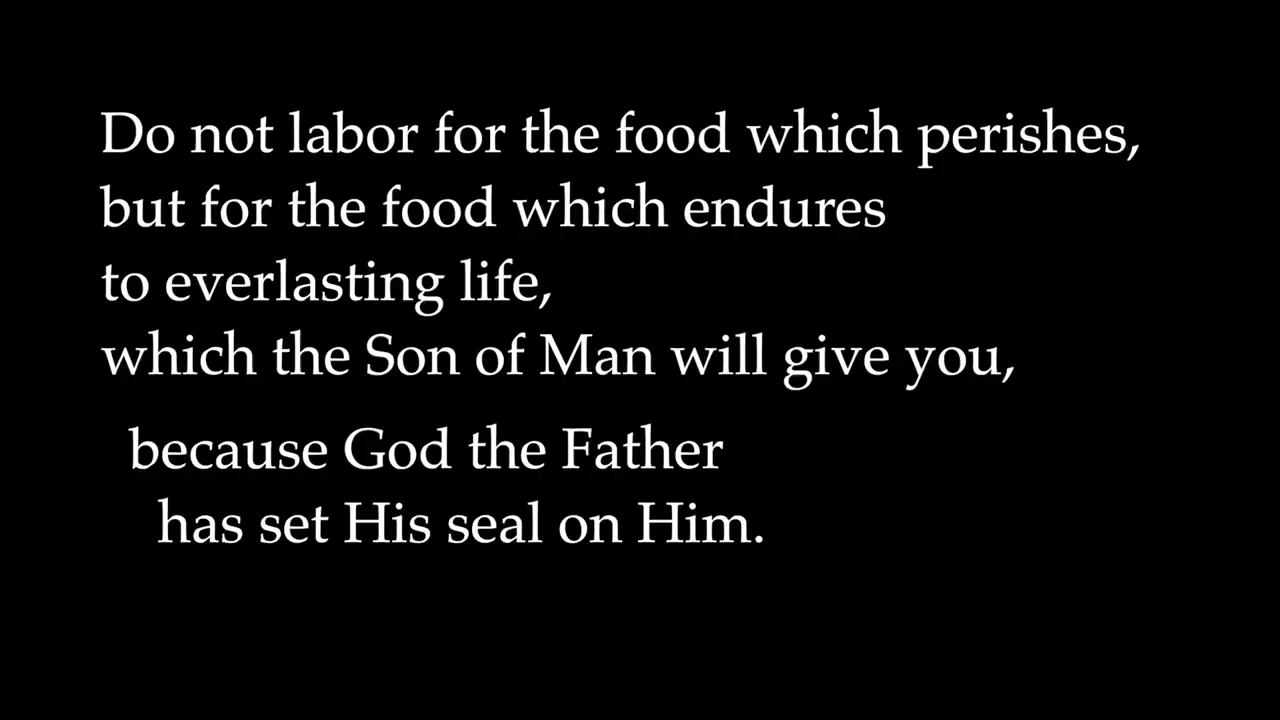 Do not labor for the food which perishes,
but for the food which endures
to everlasting life,
which the Son of Man will give you,
because God the Father
has set His seal on Him.